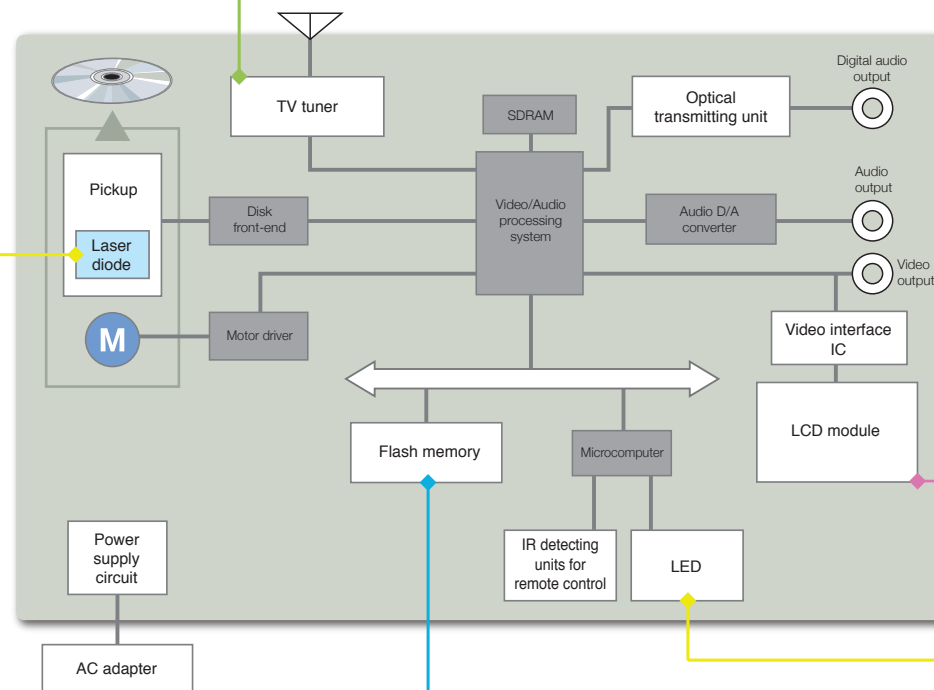 Digital audio
output
TV tuner
Optical
transmitting unit
SDRAM
Pickup
Laser
diode
Disk
front-end
Video/Audio
processing
system
Audio D/A
converter
Audio
output
Video
output
M
Motor driver
Video interface
IC
LCD module
Flash memory
Microcomputer
Power
supply
circuit
IR detecting
units for
remote control
LED
AC adapter